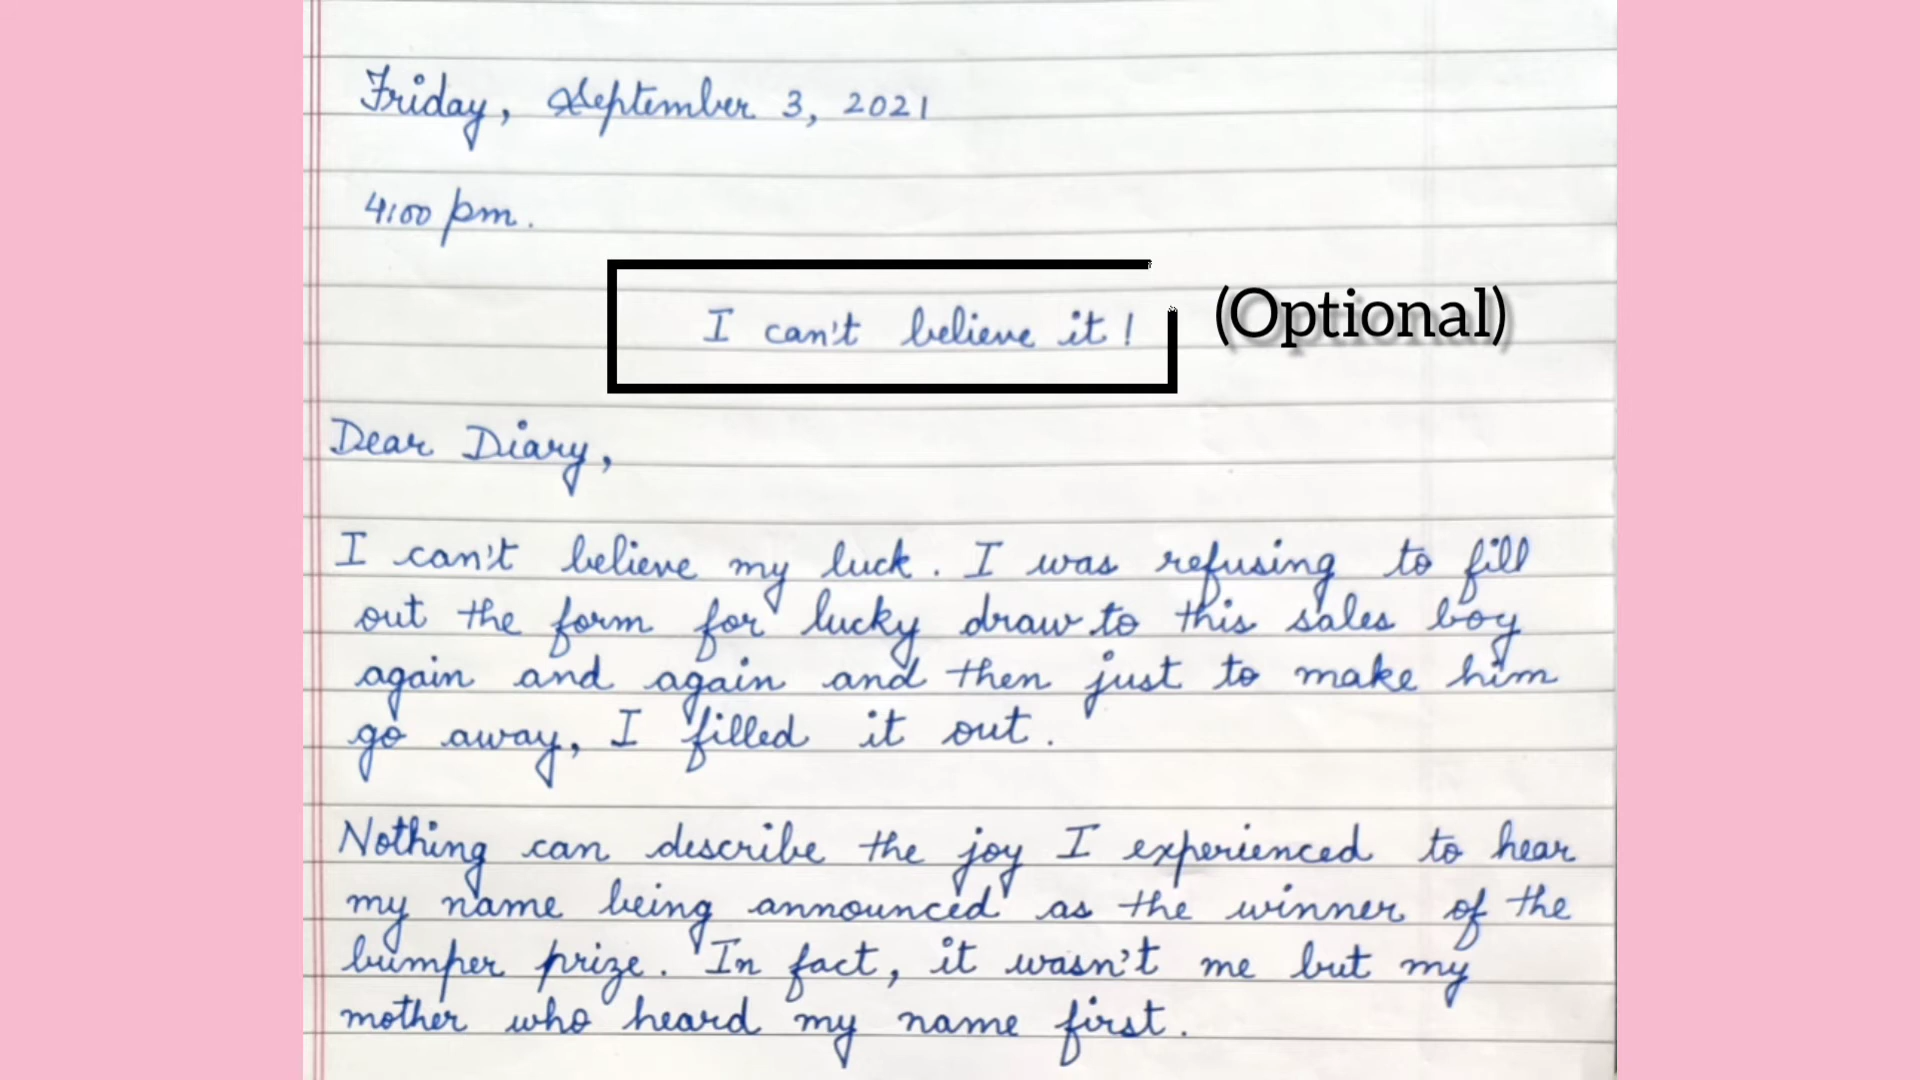 Friday, September 3, 2021
4:00 pm.
I can't believe it!
(Optional)
Dear Diary,
I can't believe my luck. I was refusing to fill
out the form for lucky draw to this sales boy
again and again and then just to make him
go away, I filled it out.
Nothing can describe the joy I experienced to hear
my name being announced as the winner of the
bumper prize. In fact, it wasn't me but my
mother who heard my name first.